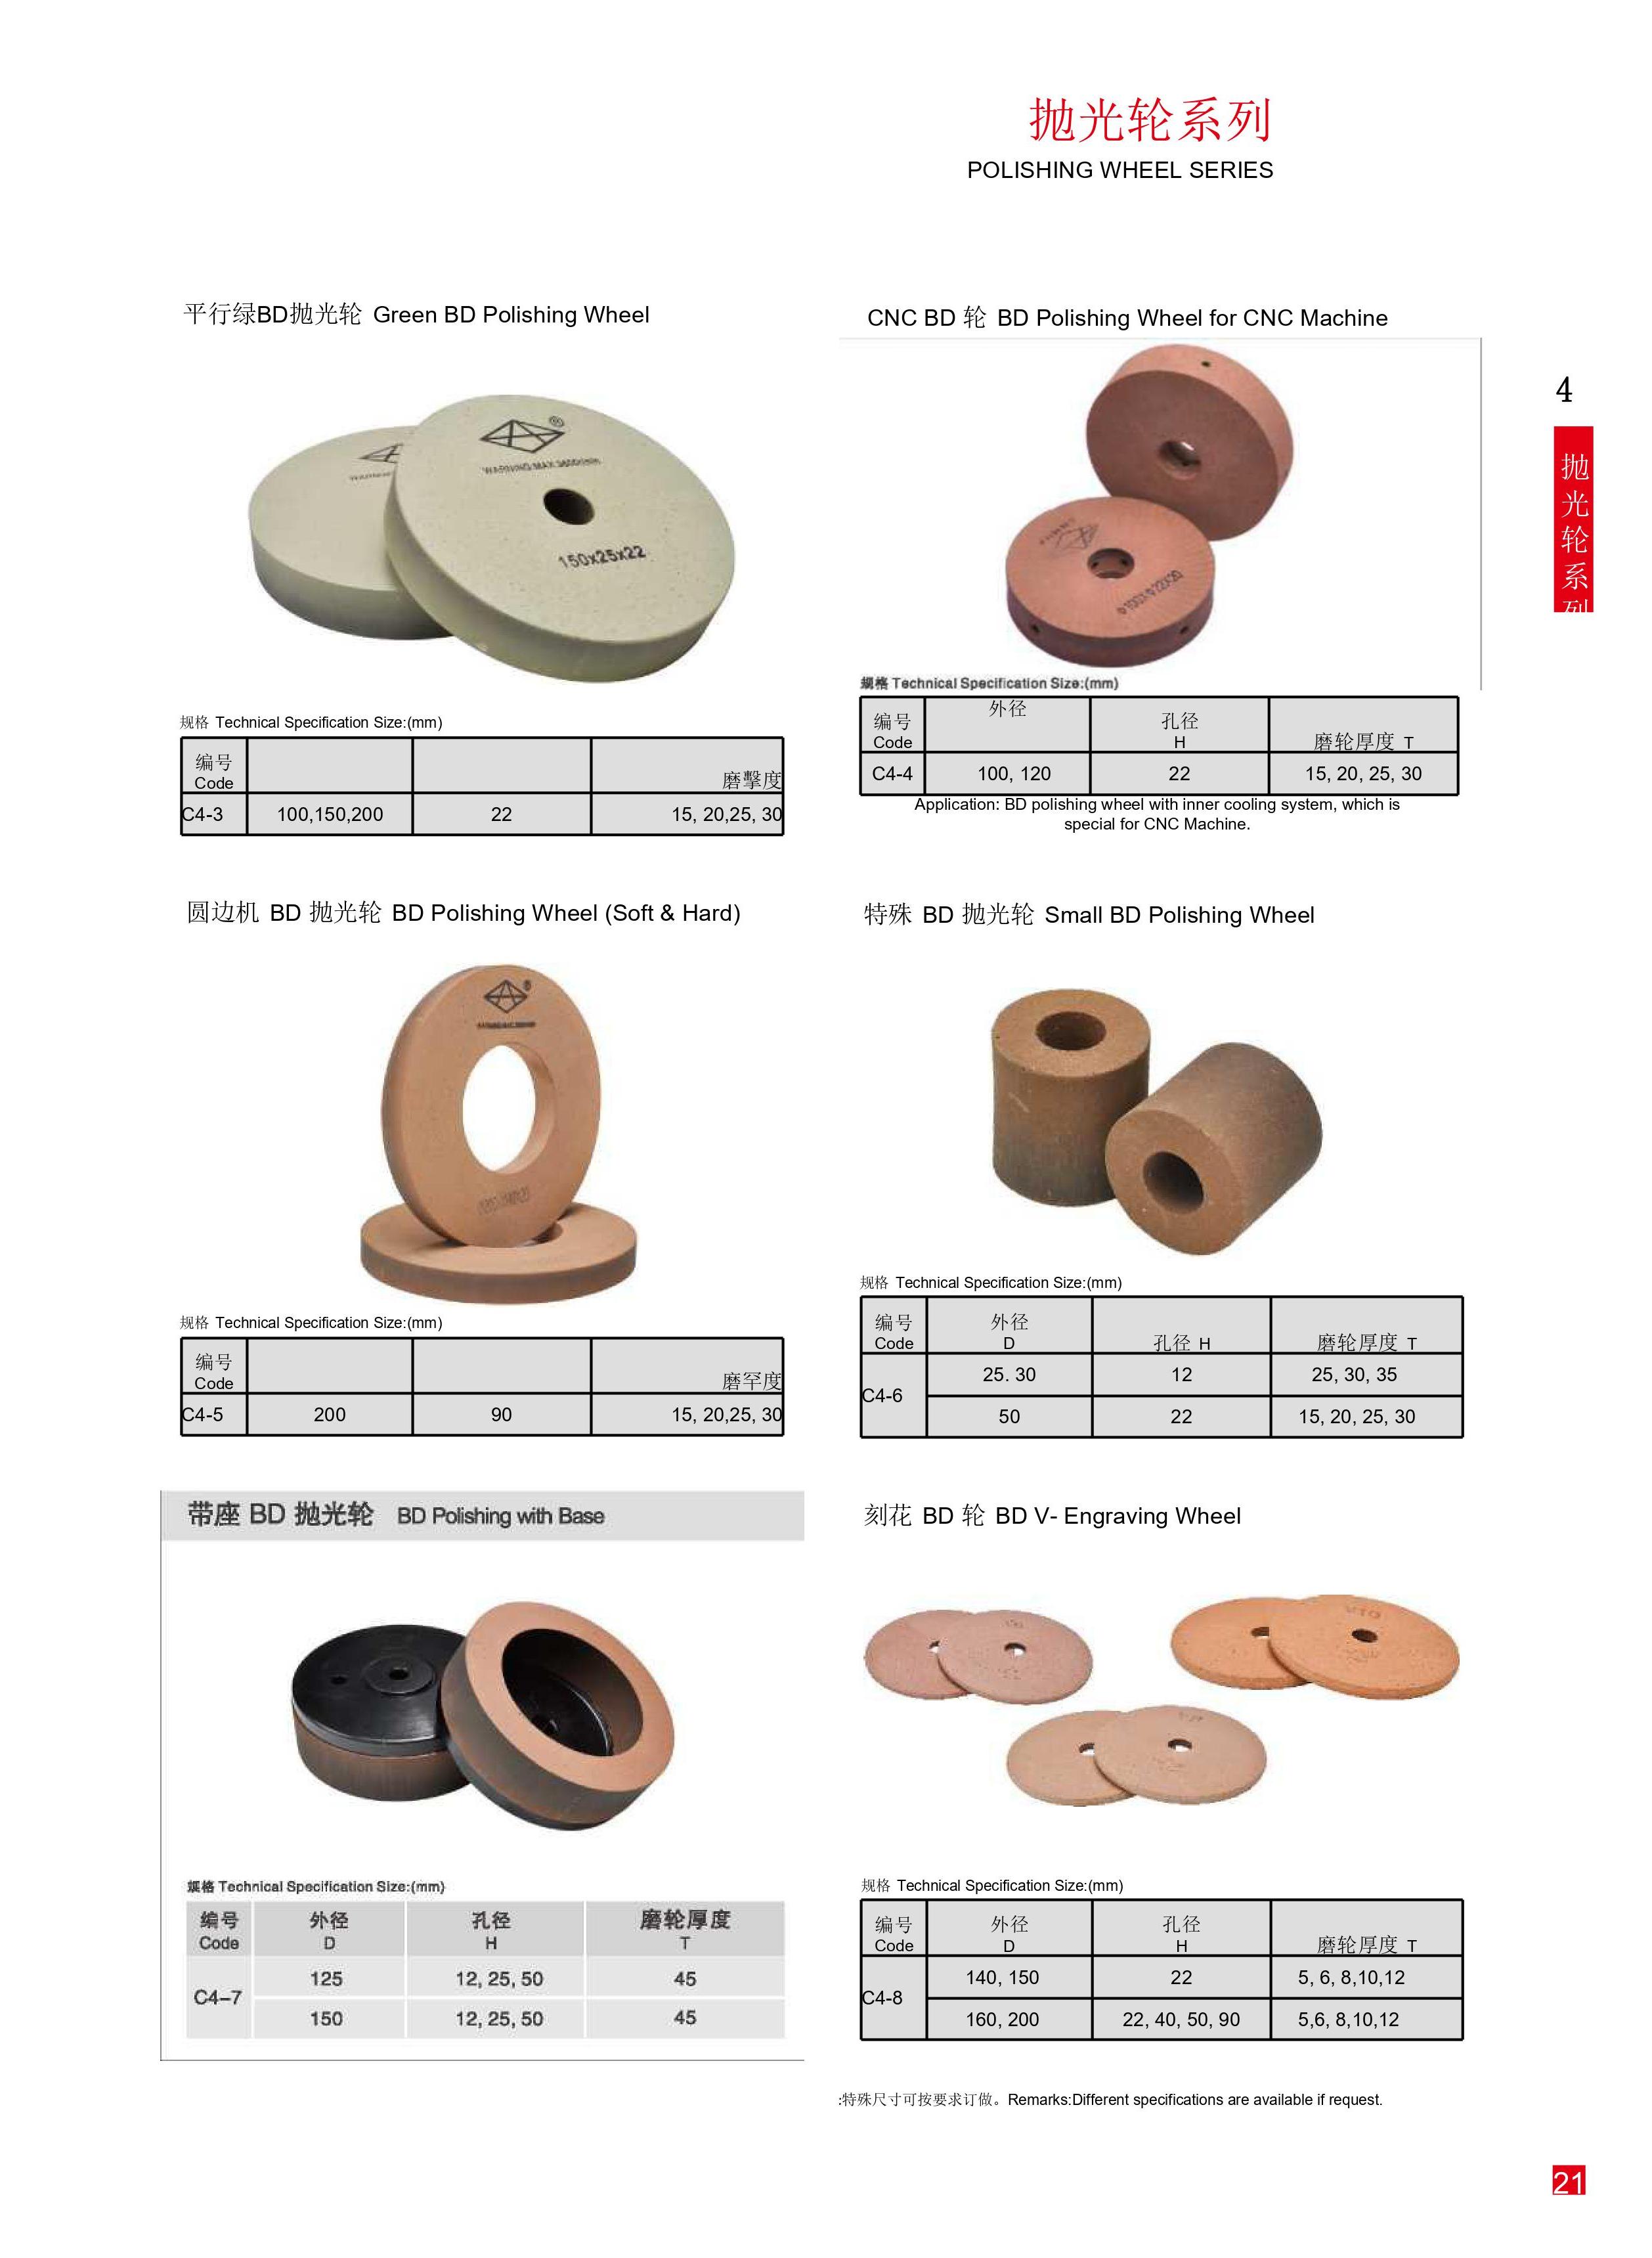 抛光轮系列
POLISHING WHEEL SERIES
平行绿BD抛光轮 Green BD Polishing Wheel
®
WARNING MAX
150x25x22
规格 Technical Specification Size:(mm)
编号
Code
磨擊度
C4-3 100,150,200 22 15, 20,25, 30
CNC BD 轮 BD Polishing Wheel for CNC Machine
规格 Technical Specification Size:(mm)
编号 外径 孔径
Code H 磨轮厚度 T
C4-4 100, 120 22 15, 20, 25, 30
Application: BD polishing wheel with inner cooling system, which is
special for CNC Machine.
4
抛光轮系列
圆边机 BD 抛光轮 BD Polishing Wheel (Soft & Hard)
®
规格 Technical Specification Size:(mm)
编号
Code
磨罕度
C4-5 200 90 15, 20,25, 30
特殊 BD 抛光轮 Small BD Polishing Wheel
规格 Technical Specification Size:(mm)
编号 外径
Code D 孔径 H 磨轮厚度 T
C4-6 25. 30 12 25, 30, 35
50 22 15, 20, 25, 30
带座 BD 抛光轮 BD Polishing with Base
规格 Technical Specification Size:(mm)
编号 外径 孔径 磨轮厚度
Code D H T
C4-7 125 12, 25, 50 45
150 12, 25, 50 45
刻花 BD 轮 BD V- Engraving Wheel
V10
规格 Technical Specification Size:(mm)
编号 外径 孔径
Code D H 磨轮厚度 T
C4-8 140, 150 22 5, 6, 8,10,12
160, 200 22, 40, 50, 90 5,6, 8,10,12
:特殊尺寸可按要求订做。Remarks:Different specifications are available if request.
21